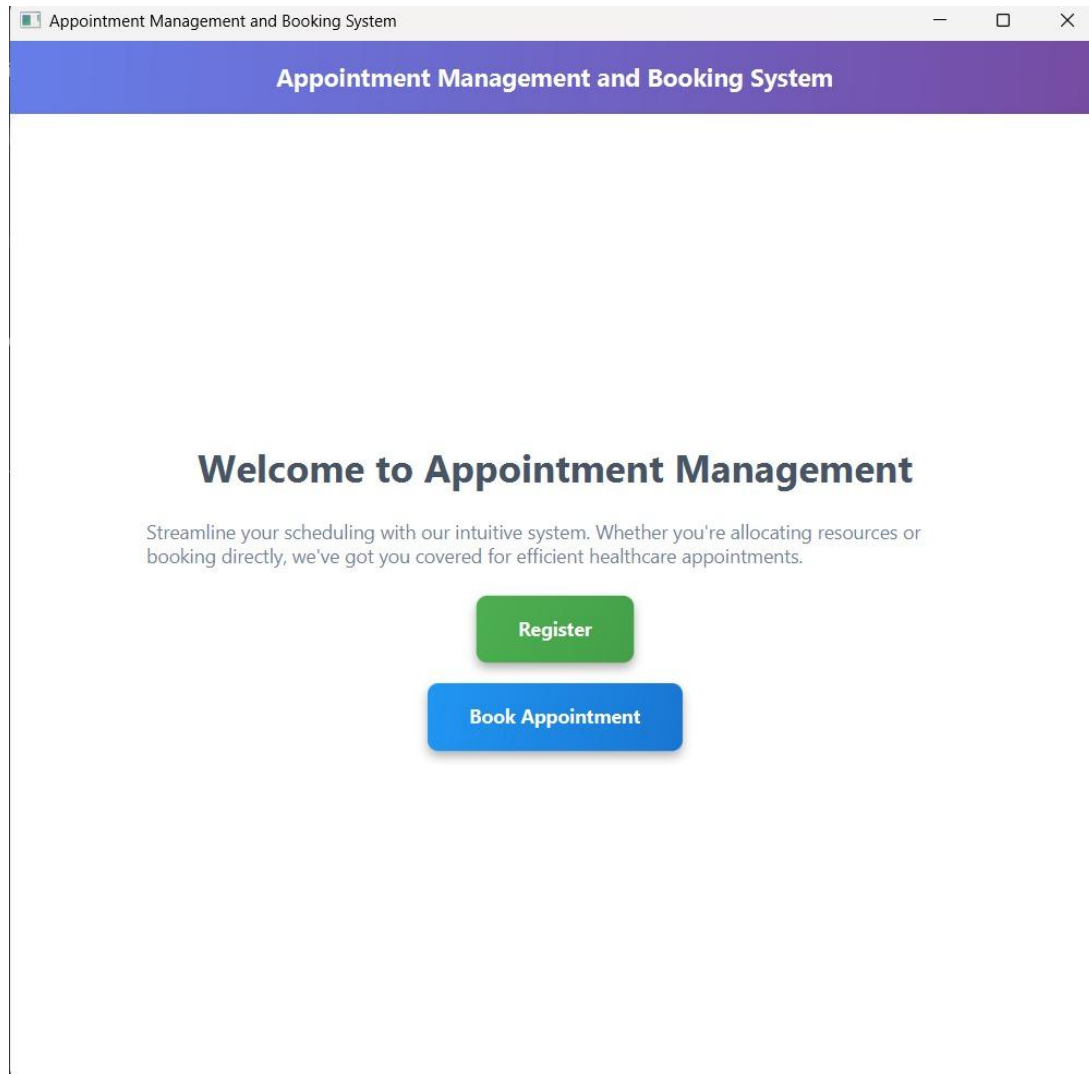 Appointment Management and Booking System
Appointment Management and Booking System
Welcome to Appointment Management
Streamline your scheduling with our intuitive system. Whether you're allocating resources or
booking directly, we've got you covered for efficient healthcare appointments.
Register
Book Appointment